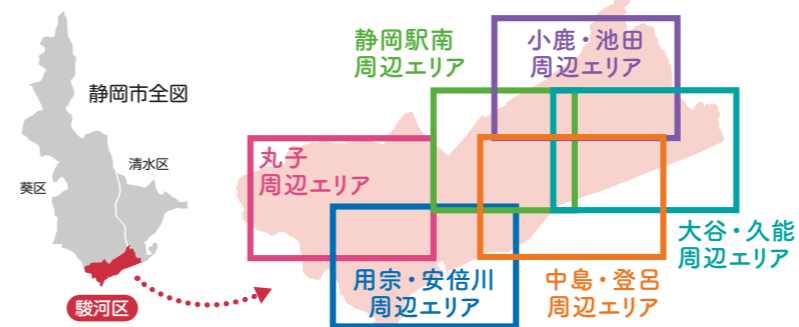 静岡市全図
葵区
清水区
駿河区
静岡駅南
周辺エリア
小鹿・池田
周辺エリア
丸子
周辺エリア
大谷・久能
周辺エリア
用宗・安倍川
周辺エリア
中島・登呂
周辺エリア